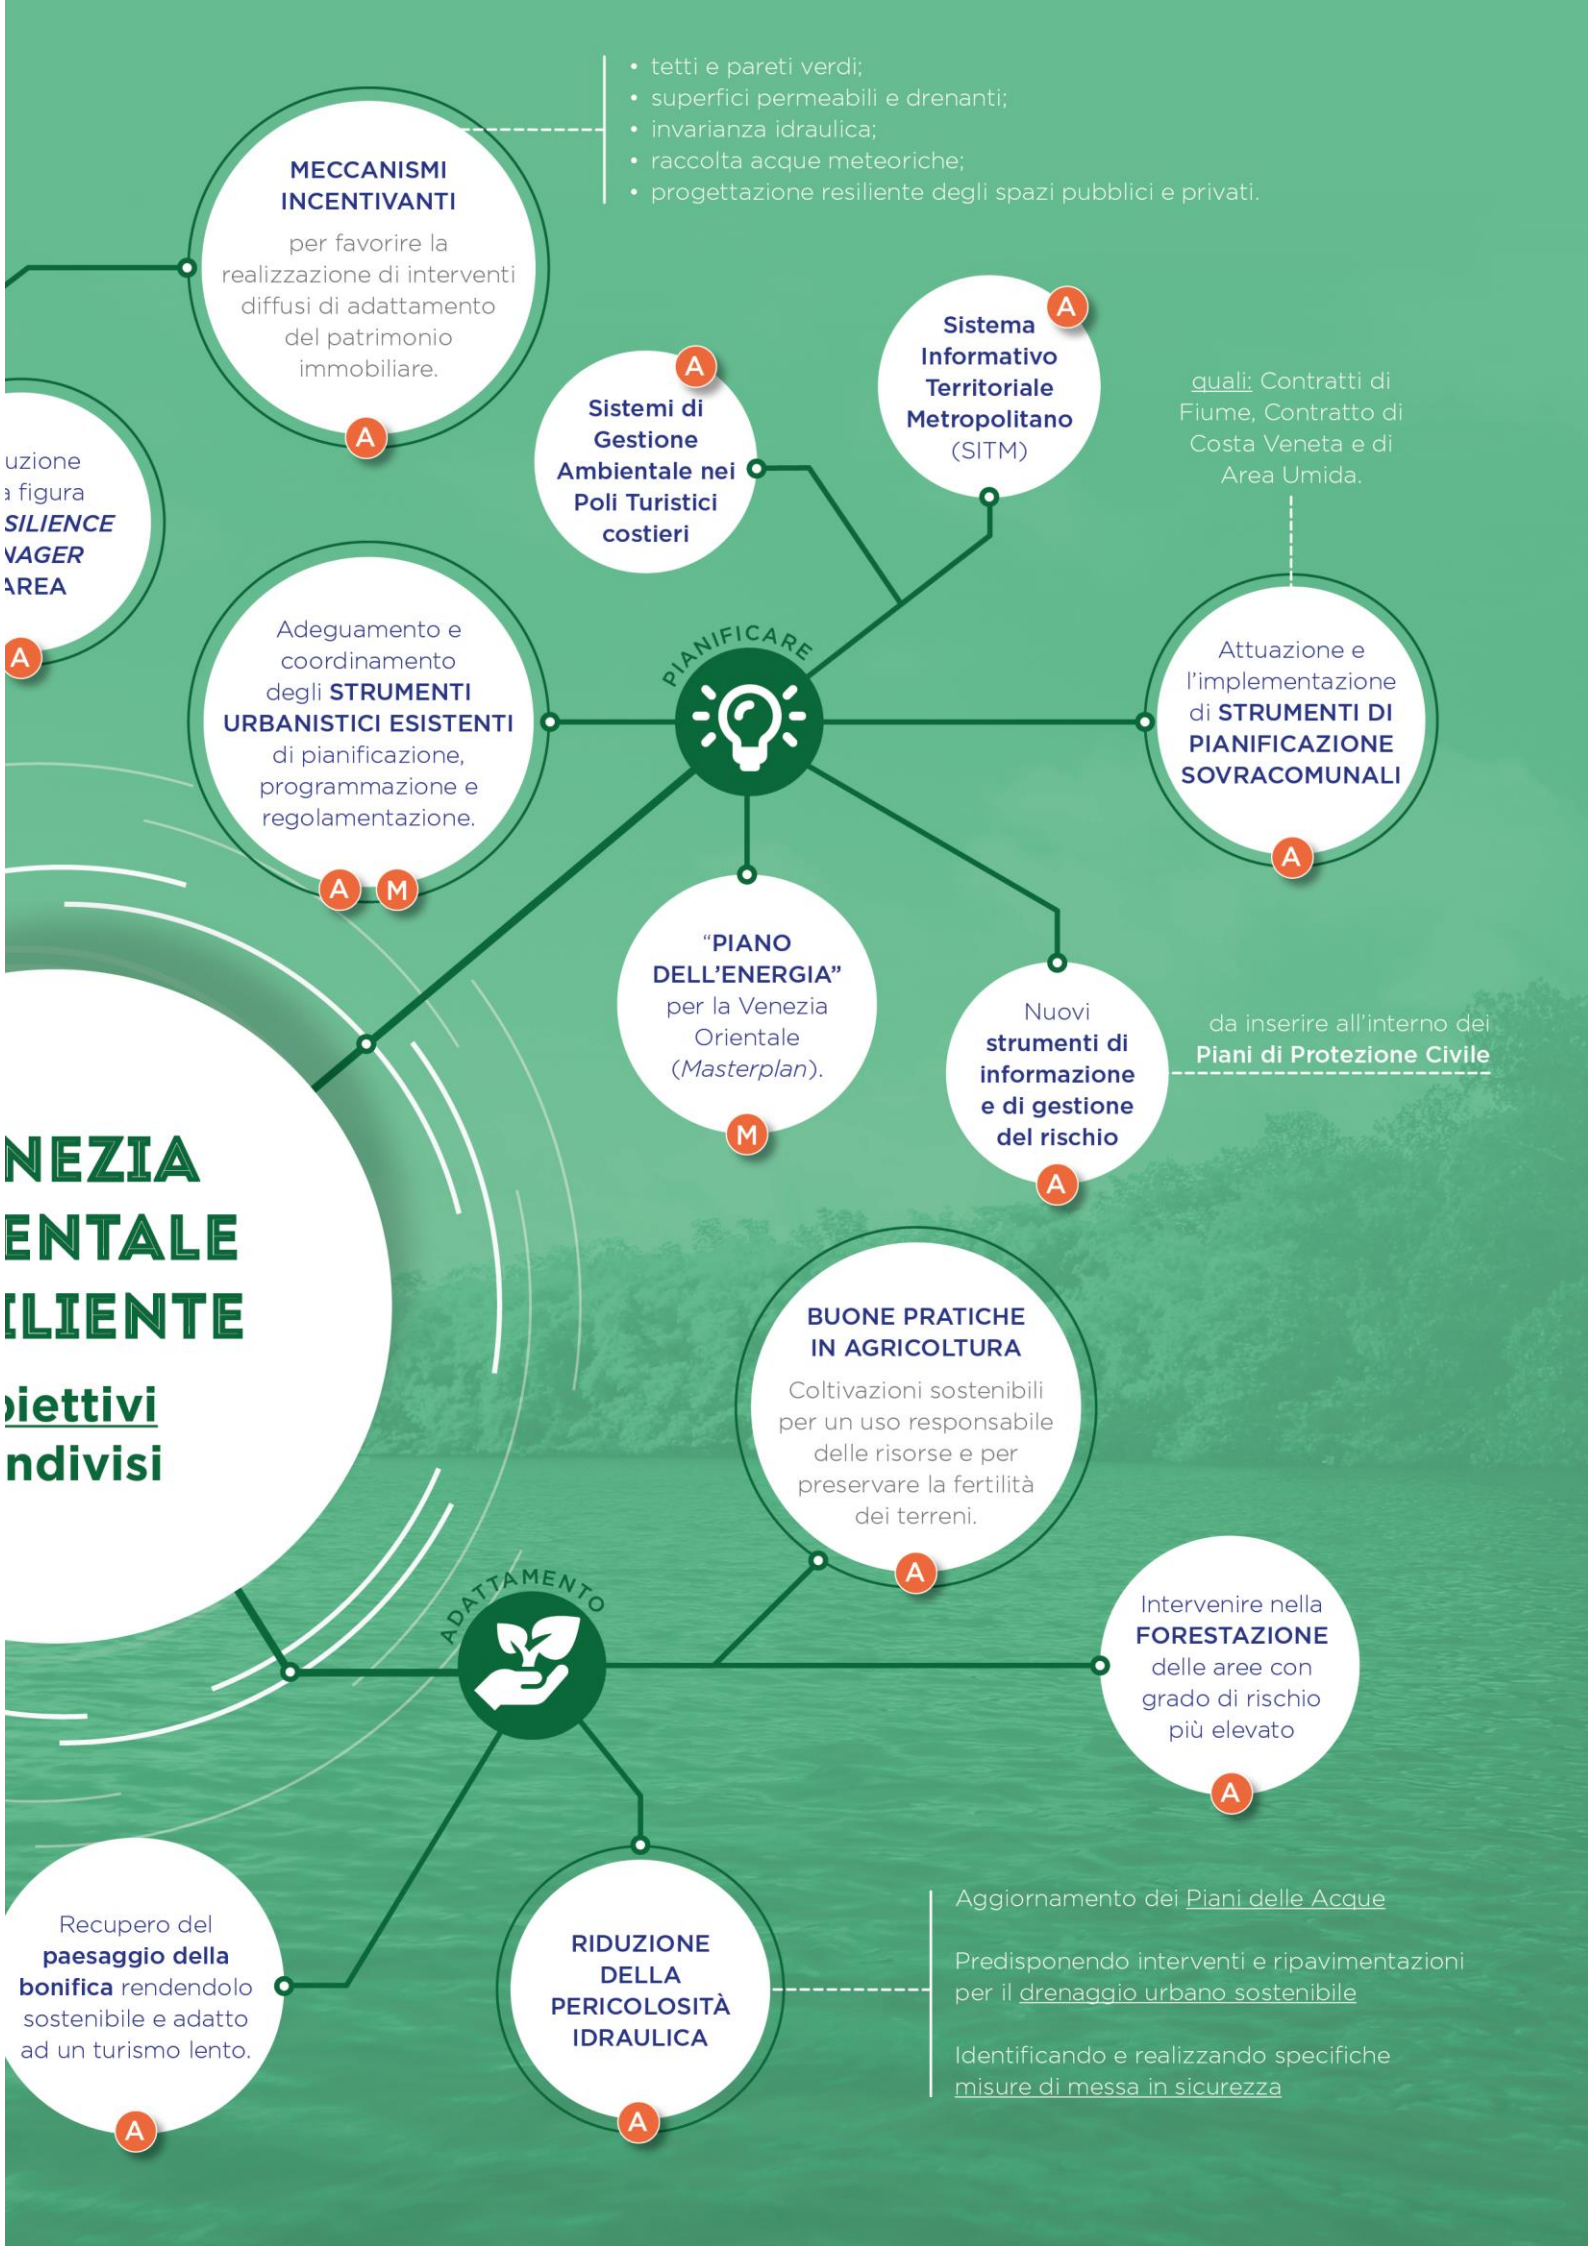 • tetti e pareti verdi;
• superfici permeabili e drenanti;
• invarianza idraulica;
• raccolta acque meteoriche;
• progettazione resiliente degli spazi pubblici e privati.
MECCANISMI
INCENTIVANTI
per favorire la
realizzazione di interventi
diffusi di adattamento
del patrimonio
immobiliare.
A
A
Sistema
Informativo
Territoriale
Metropolitano
(SITM)
A
Sistemi di
Gestione
Ambientale nei
Poli Turistici
costieri
quali: Contratti di
Fiume, Contratto di
Costa Veneta e di
Area Umida.
uzione
a figura
SILIENCE
NAGER
AREA
A
Adeguamento e
coordinamento
degli STRUMENTI
URBANISTICI ESISTENTI
di pianificazione,
programmazione e
regolamentazione.
A M
PIANIFICARE
Attuazione e
l'implementazione
di STRUMENTI DI
PIANIFICAZIONE
SOVRACOMUNALI
A
“PIANO
DELL’ENERGIA”
per la Venezia
Orientale
(Masterplan).
M
Nuovi
strumenti di
informazione
e di gestione
del rischio
A
da inserire all'interno dei
Piani di Protezione Civile
NEZIA
ENTALE
ILIENTE
biettivi
ndivisi
BUONE PRATICHE
IN AGRICOLTURA
Coltivazioni sostenibili
per un uso responsabile
delle risorse e per
preservare la fertilità
dei terreni.
A
ADATTAMENTO
Intervenire nella
FORESTAZIONE
delle aree con
grado di rischio
più elevato
A
Recupero del
paesaggio della
bonifica rendendolo
sostenibile e adatto
ad un turismo lento.
A
RIDUZIONE
DELLA
PERICOLOSITÀ
IDRAULICA
A
Aggiornamento dei Piani delle Acque
Predisponendo interventi e ripavimentazioni
per il drenaggio urbano sostenibile
Identificando e realizzando specifiche
misure di messa in sicurezza